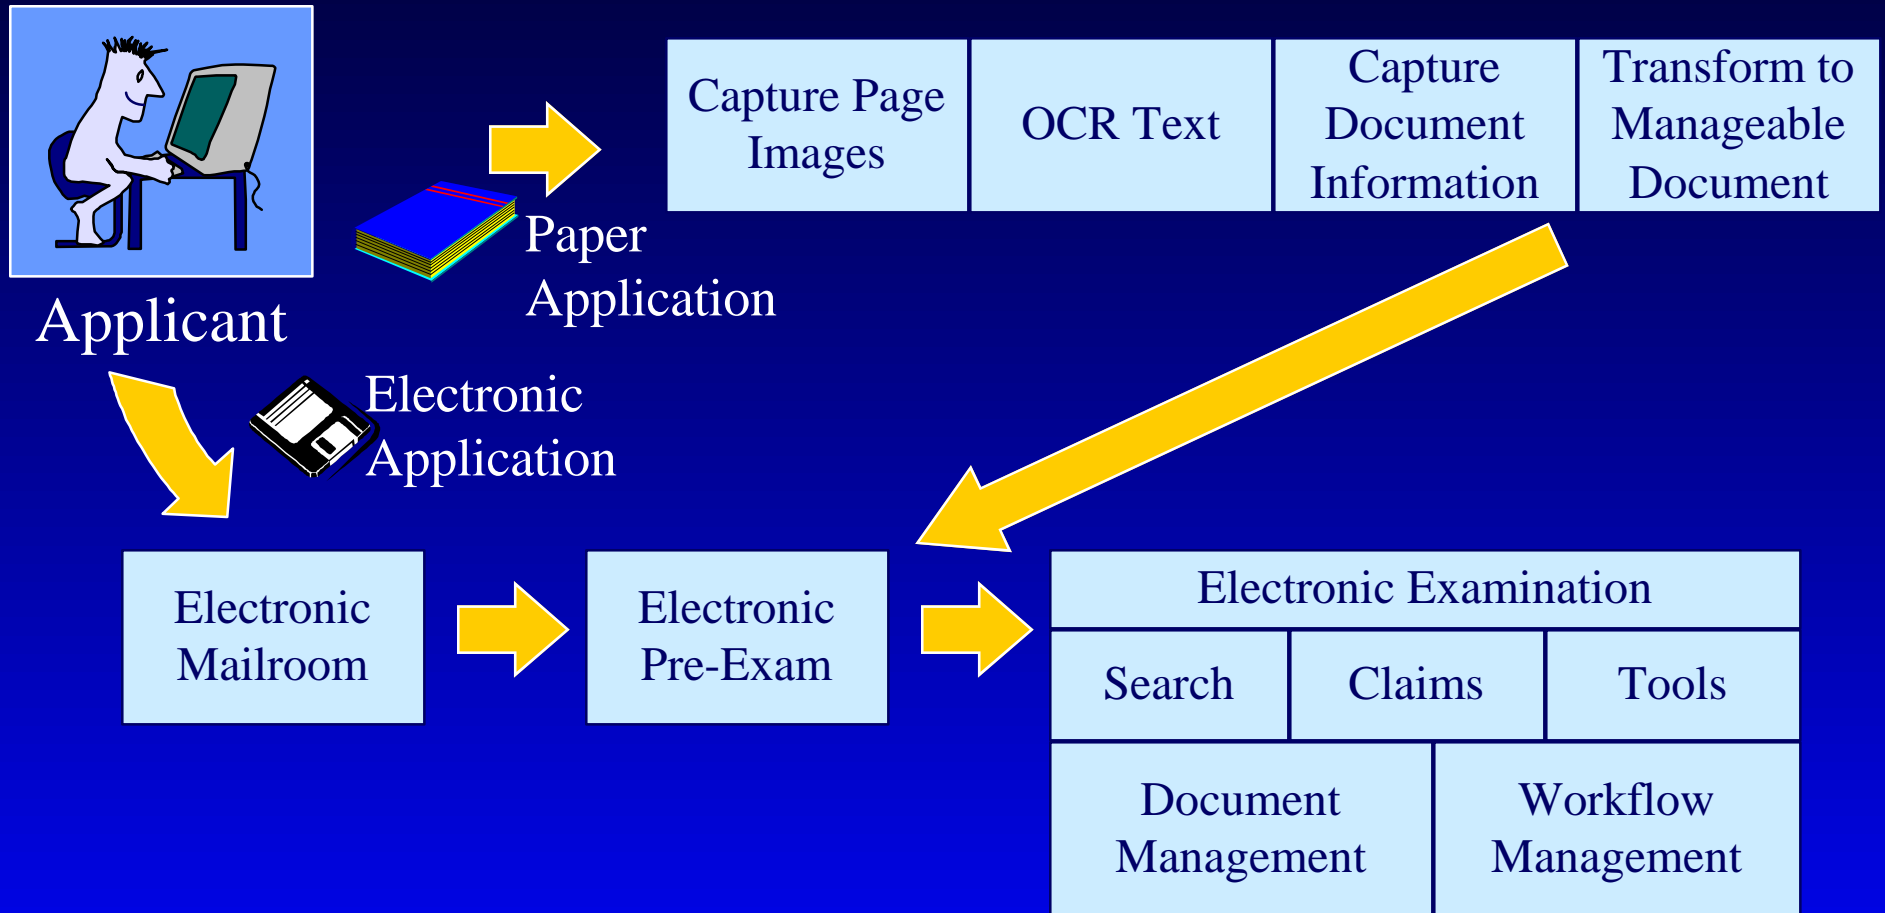 Capture Page
Images
OCR Text
Capture
Document
Information
Transform to
Manageable
Document
Paper
Application
Applicant
Electronic
Application
Electronic
Mailroom
Electronic
Pre-Exam
Electronic Examination
Search
Claims
Tools
Document
Management
Workflow
Management